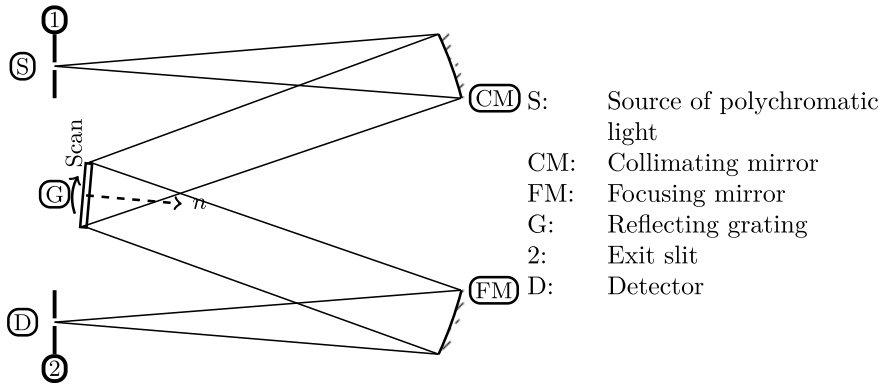 1
S
CM
Scan
G
n
FM
D
2
S: Source of polychromatic
light
CM: Collimating mirror
FM: Focusing mirror
G: Reflecting grating
2: Exit slit
D: Detector